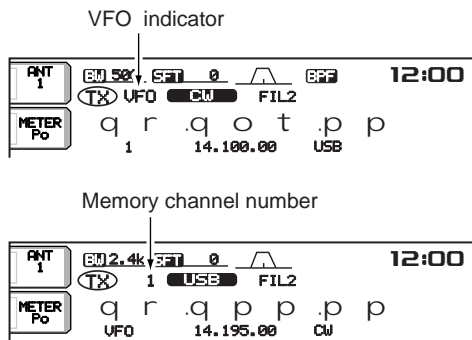 VFO indicator
ANT 1 BW SFT 0 BPF 12:00
TX VFO CW FIL2
METER Po q r .q o t .p p
1 14.100.00 USB
Memory channel number
ANT 1 BW 2.4k SFT 0 12:00
TX 1 USB FIL2
METER Po q r .q p p .p p
VFO 14.195.00 CW